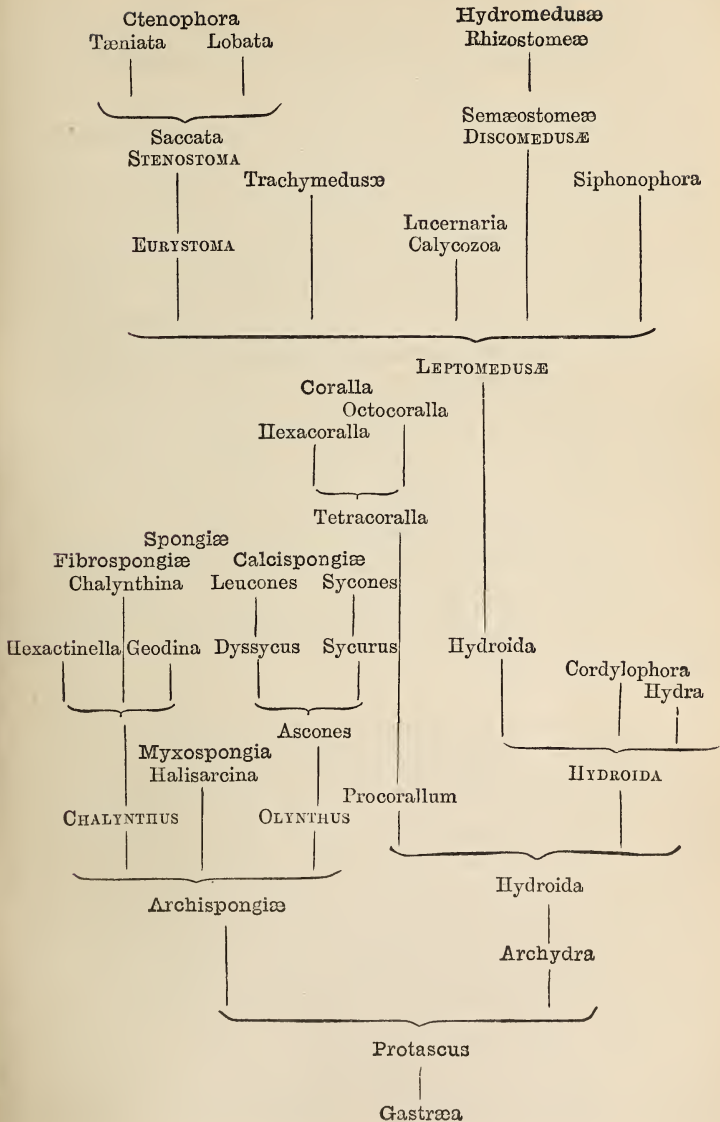 Ctenophora
Tæniata Lobata
Hydromedusæ
Rhizostomeæ
Saccata
STENOSTOMA
Semæostomeæ
DISCOMEDUSÆ
Trachymedusæ
Siphonophora
Lucernaria
Calycozoa
EURYSTOMA
LEPTOMEDUSÆ
Coralla
Octocoralla
Hexacoralla
Tetracoralla
Spongiæ
Fibrospongiæ Calcispongiæ
Chalynthina Leucones Sycones
Hexactinella Geodina Dyssycus Sycurus Hydroida
Cordylophora
Hydra
Ascones
Myxospongia
Halisarcina
HYDROIDA
Procorallum
CHALYNTHUS OLYNTHUS
Hydroida
Archispongiæ
Archydra
Protascus
Gastræa